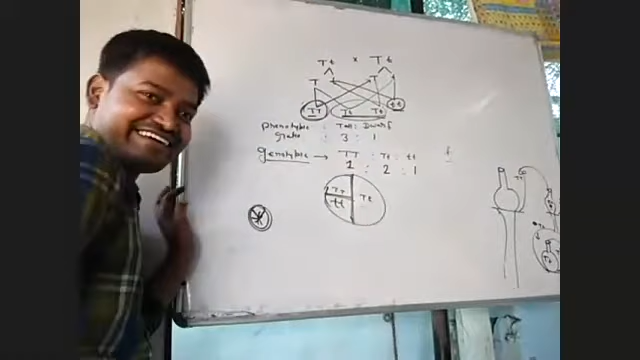 Tt x Tt
T t T t
TT Tt Tt tt
phenotypic : Tall : Dwarf
ratio : 3 : 1
genotypic → TT : Tt : tt
1 : 2 : 1
TT
tt Tt